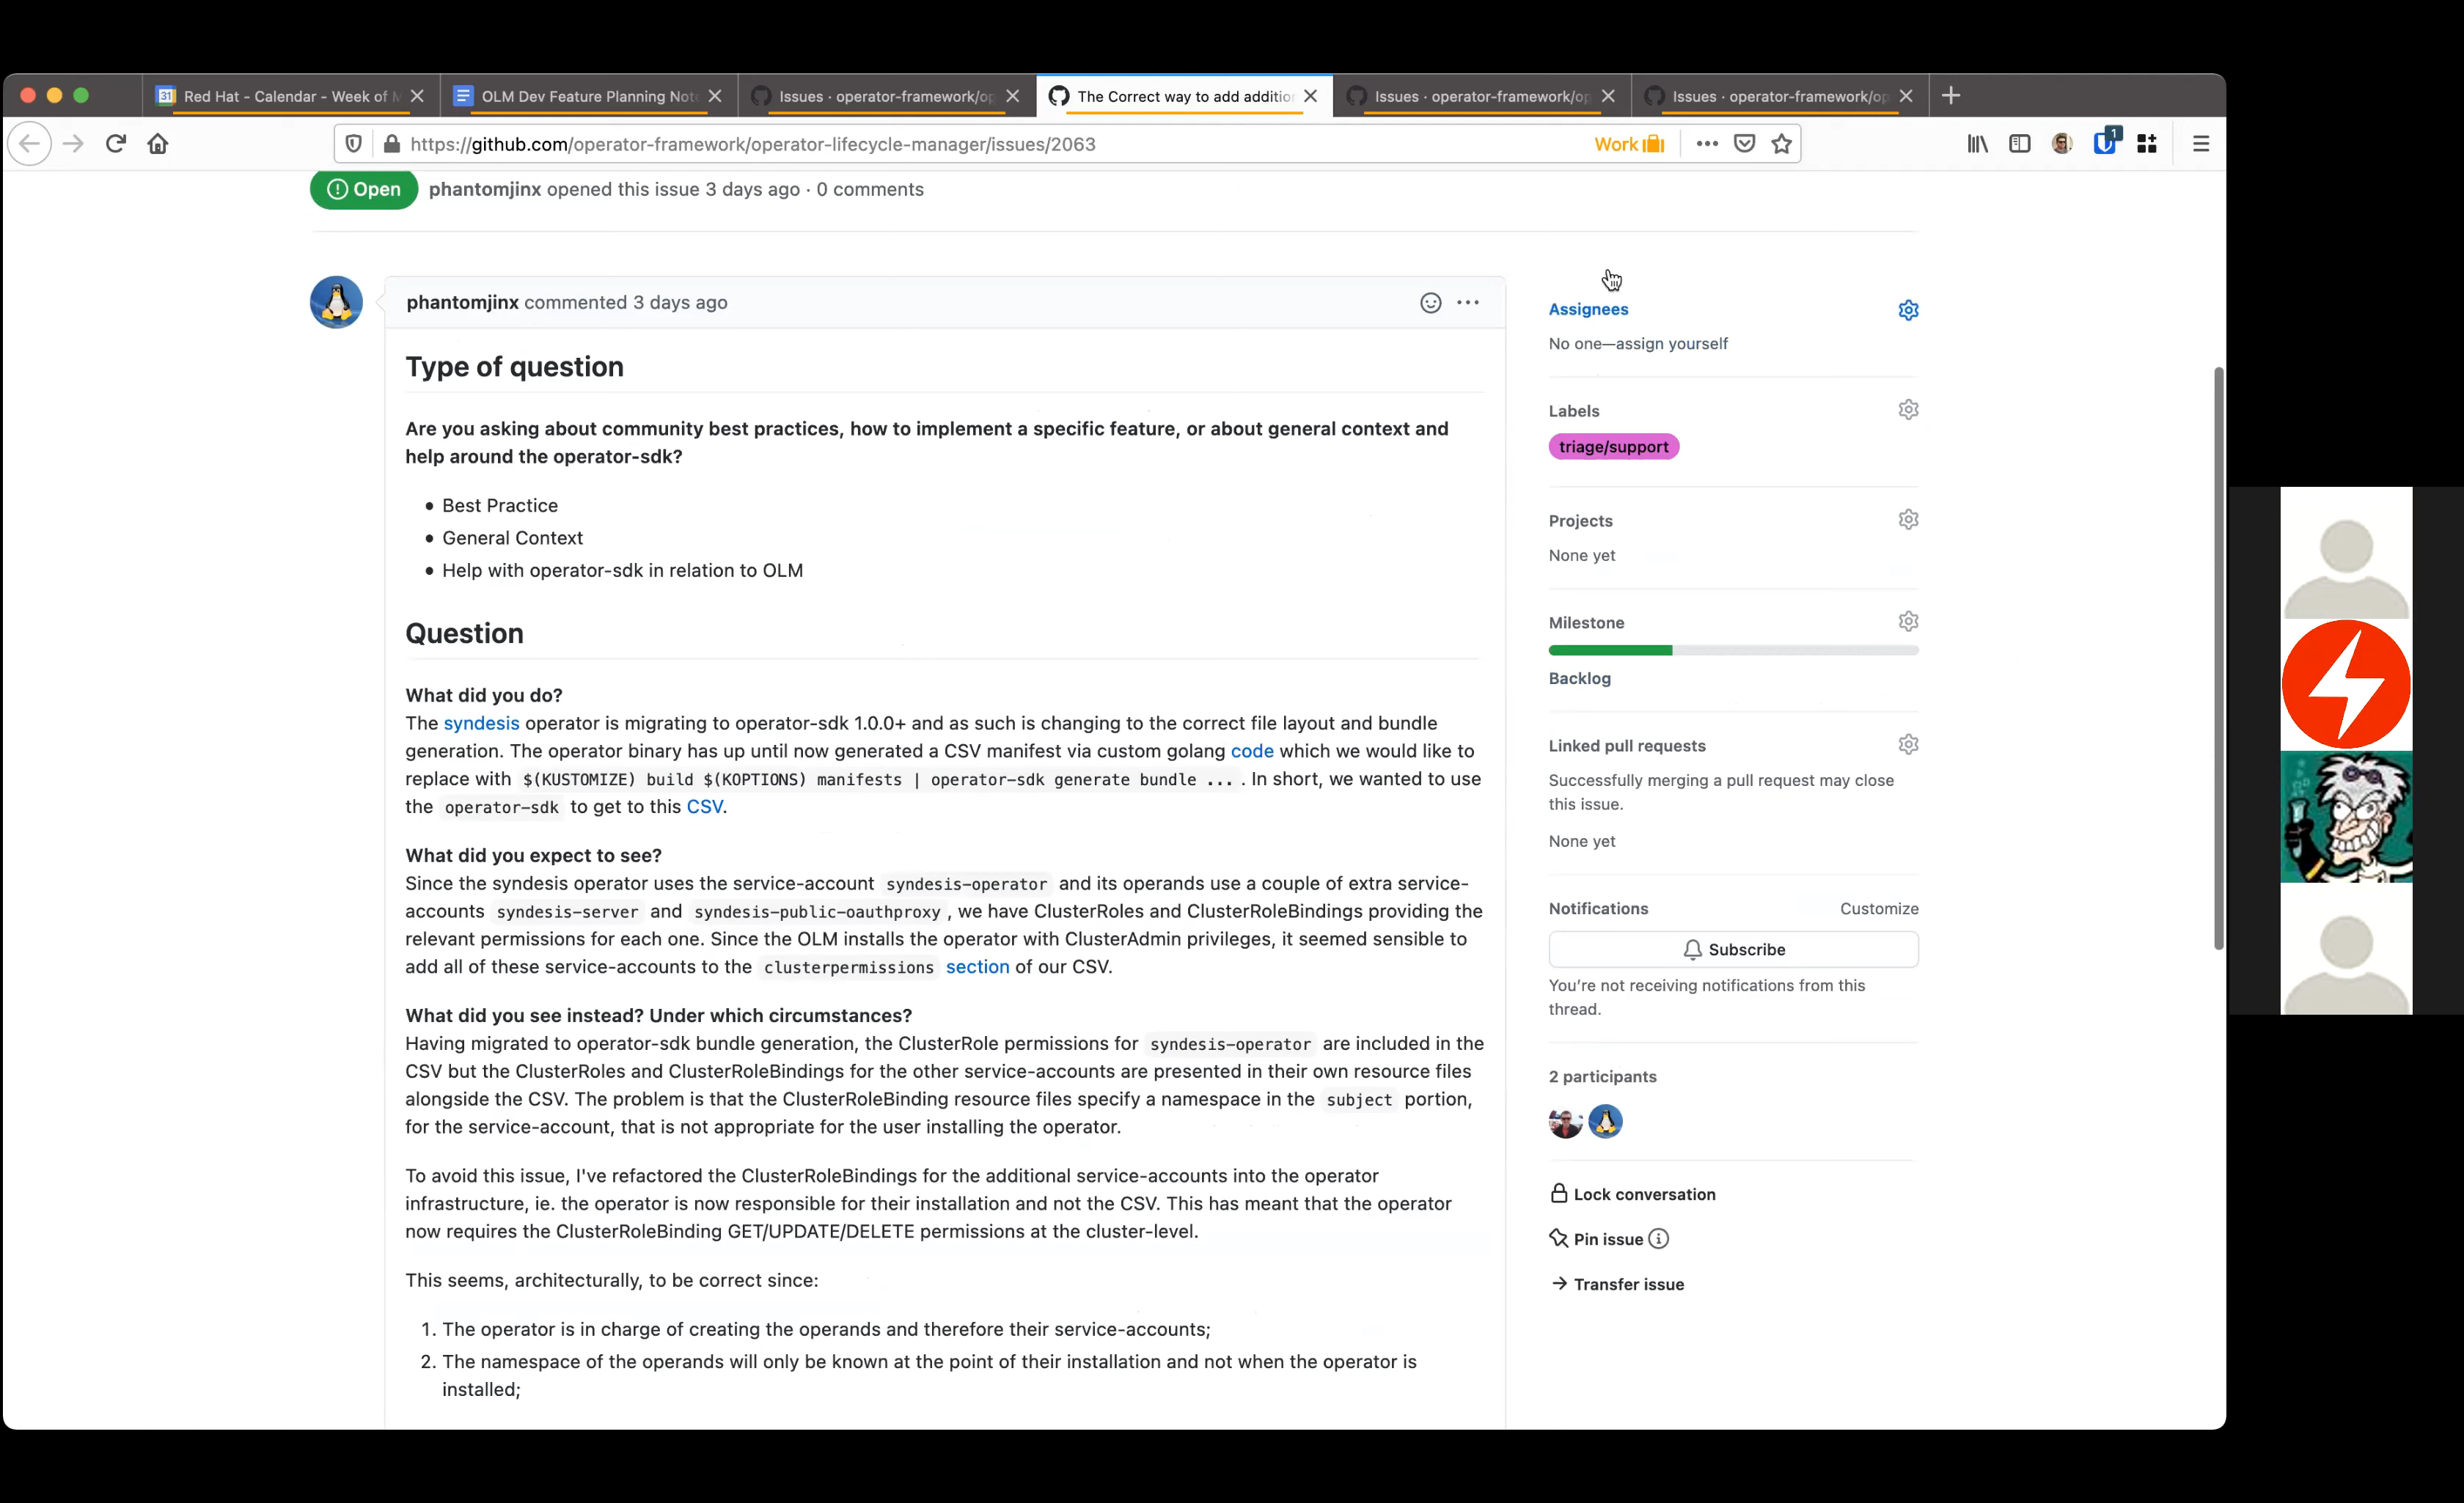 31 Red Hat - Calendar - Week of M
OLM Dev Feature Planning Not
Issues · operator-framework/op
The Correct way to add additio
Issues · operator-framework/op
Issues · operator-framework/op
https://github.com/operator-framework/operator-lifecycle-manager/issues/2063
Work
1
Open phantomjinx opened this issue 3 days ago · 0 comments
phantomjinx commented 3 days ago
Type of question
Are you asking about community best practices, how to implement a specific feature, or about general context and
help around the operator-sdk?
• Best Practice
• General Context
• Help with operator-sdk in relation to OLM
Question
What did you do?
The syndesis operator is migrating to operator-sdk 1.0.0+ and as such is changing to the correct file layout and bundle
generation. The operator binary has up until now generated a CSV manifest via custom golang code which we would like to
replace with $(KUSTOMIZE) build $(KOPTIONS) manifests | operator-sdk generate bundle ... . In short, we wanted to use
the operator-sdk to get to this CSV.
What did you expect to see?
Since the syndesis operator uses the service-account syndesis-operator and its operands use a couple of extra service-
accounts syndesis-server and syndesis-public-oauthproxy , we have ClusterRoles and ClusterRoleBindings providing the
relevant permissions for each one. Since the OLM installs the operator with ClusterAdmin privileges, it seemed sensible to
add all of these service-accounts to the clusterpermissions section of our CSV.
What did you see instead? Under which circumstances?
Having migrated to operator-sdk bundle generation, the ClusterRole permissions for syndesis-operator are included in the
CSV but the ClusterRoles and ClusterRoleBindings for the other service-accounts are presented in their own resource files
alongside the CSV. The problem is that the ClusterRoleBinding resource files specify a namespace in the subject portion,
for the service-account, that is not appropriate for the user installing the operator.
To avoid this issue, I've refactored the ClusterRoleBindings for the additional service-accounts into the operator
infrastructure, ie. the operator is now responsible for their installation and not the CSV. This has meant that the operator
now requires the ClusterRoleBinding GET/UPDATE/DELETE permissions at the cluster-level.
This seems, architecturally, to be correct since:
1. The operator is in charge of creating the operands and therefore their service-accounts;
2. The namespace of the operands will only be known at the point of their installation and not when the operator is
installed;
Assignees
No one—assign yourself
Labels
triage/support
Projects
None yet
Milestone
Backlog
Linked pull requests
Successfully merging a pull request may close
this issue.
None yet
Notifications Customize
Subscribe
You're not receiving notifications from this
thread.
2 participants
Lock conversation
Pin issue
Transfer issue